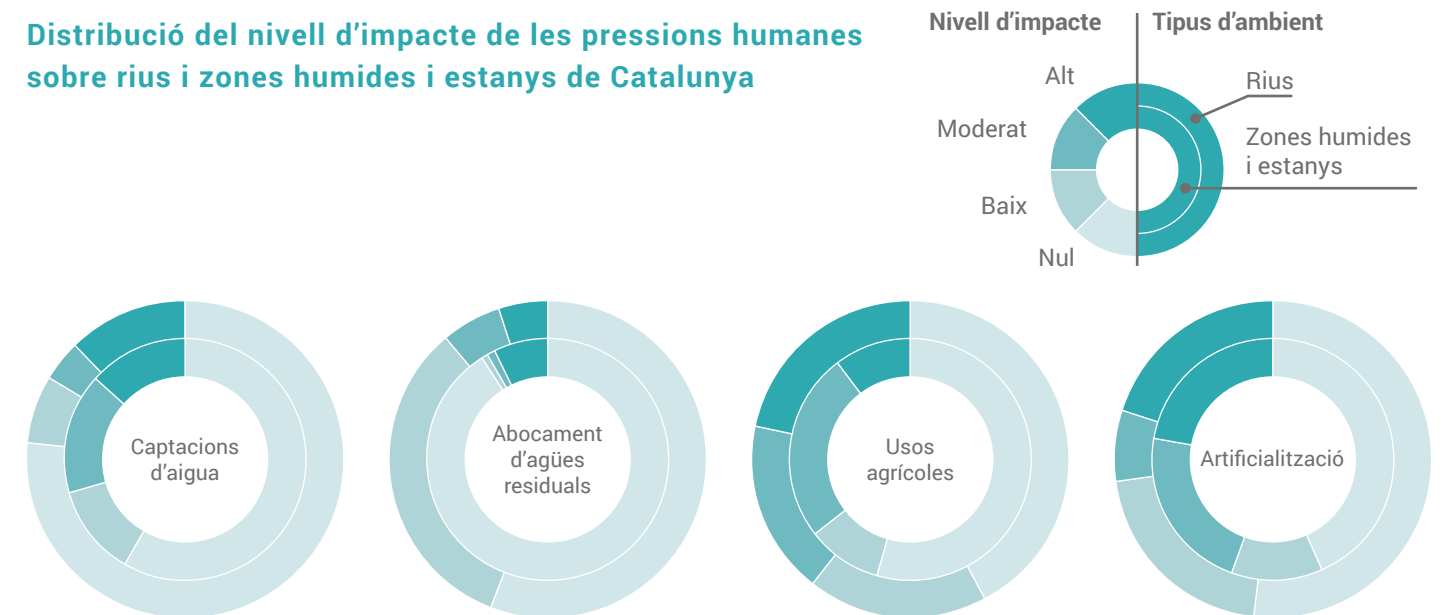 Distribució del nivell d’impacte de les pressions humanes
sobre rius i zones humides i estanys de Catalunya
Nivell d’impacte
Tipus d’ambient
Alt
Moderat
Baix
Nul
Rius
Zones humides
i estanys
Captacions
d’aigua
Abocament
d’agües
residuals
Usos
agrícoles
Artificialització